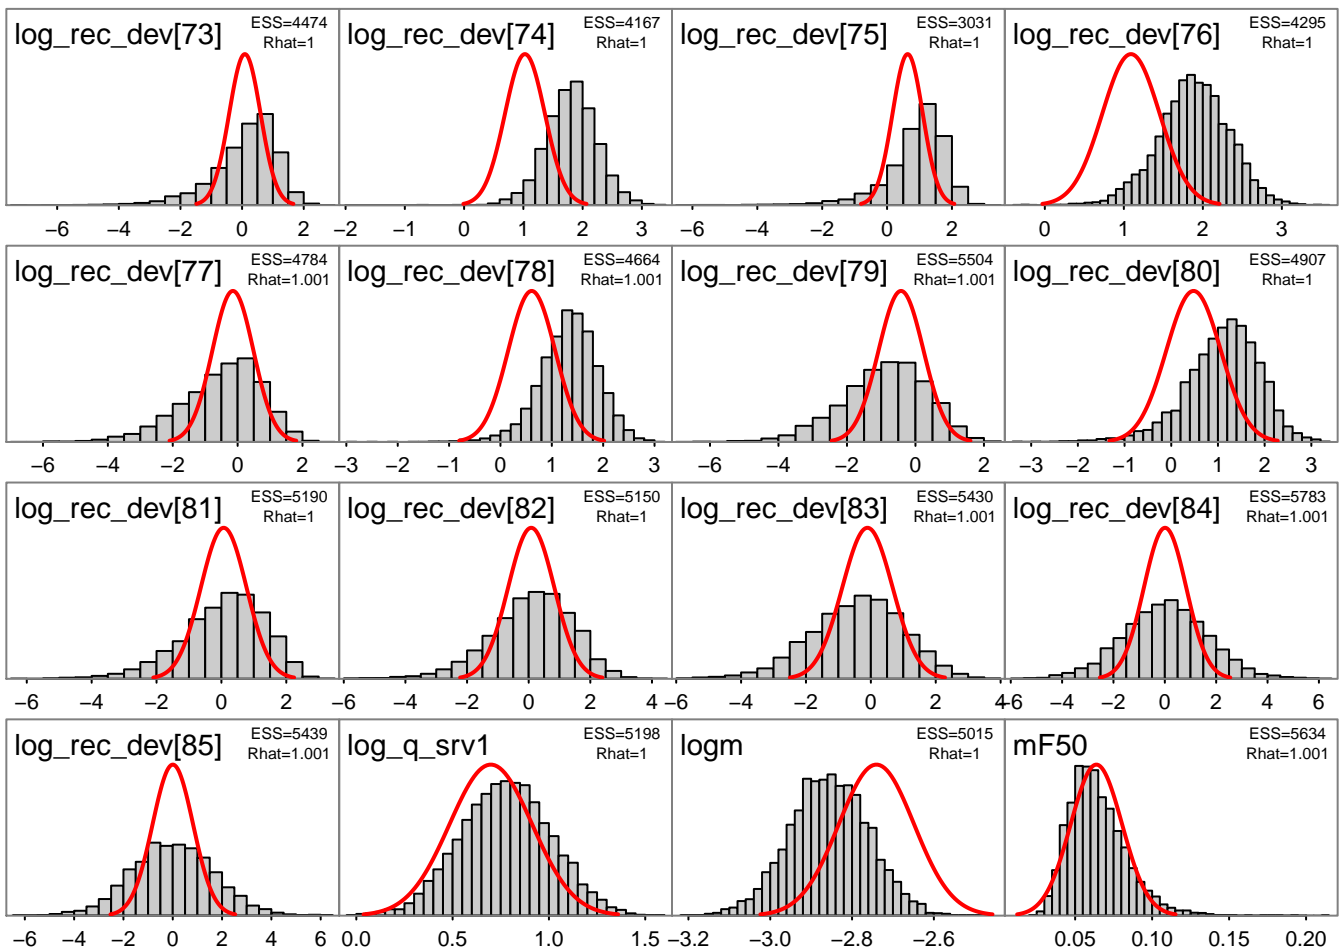 log_rec_dev[73] ESS=4474
Rhat=1
log_rec_dev[74] ESS=4167
Rhat=1
log_rec_dev[75] ESS=3031
Rhat=1
log_rec_dev[76] ESS=4295
Rhat=1
−6 −4 −2 0 2
−2 −1 0 1 2 3
−4 −2 0 2
0 1 2 3
log_rec_dev[77] ESS=4784
Rhat=1.001
log_rec_dev[78] ESS=4664
Rhat=1.001
log_rec_dev[79] ESS=5504
Rhat=1.001
log_rec_dev[80] ESS=4907
Rhat=1
−6 −4 −2 0 2
−3 −2 −1 0 1 2 3
−6 −4 −2 0 2
−3 −2 −1 0 1 2 3
log_rec_dev[81] ESS=5190
Rhat=1
log_rec_dev[82] ESS=5150
Rhat=1
log_rec_dev[83] ESS=5430
Rhat=1.001
log_rec_dev[84] ESS=5783
Rhat=1.001
−6 −4 −2 0 2
−6 −4 −2 0 2 4
−6 −4 −2 0 2 4
−6 −4 −2 0 2 4 6
log_rec_dev[85] ESS=5439
Rhat=1.001
log_q_srv1 ESS=5198
Rhat=1
logm ESS=5015
Rhat=1
mF50 ESS=5634
Rhat=1.001
−6 −4 −2 0 2 4 6
0.0 0.5 1.0 1.5
−3.2 −3.0 −2.8 −2.6
0.05 0.10 0.15 0.20